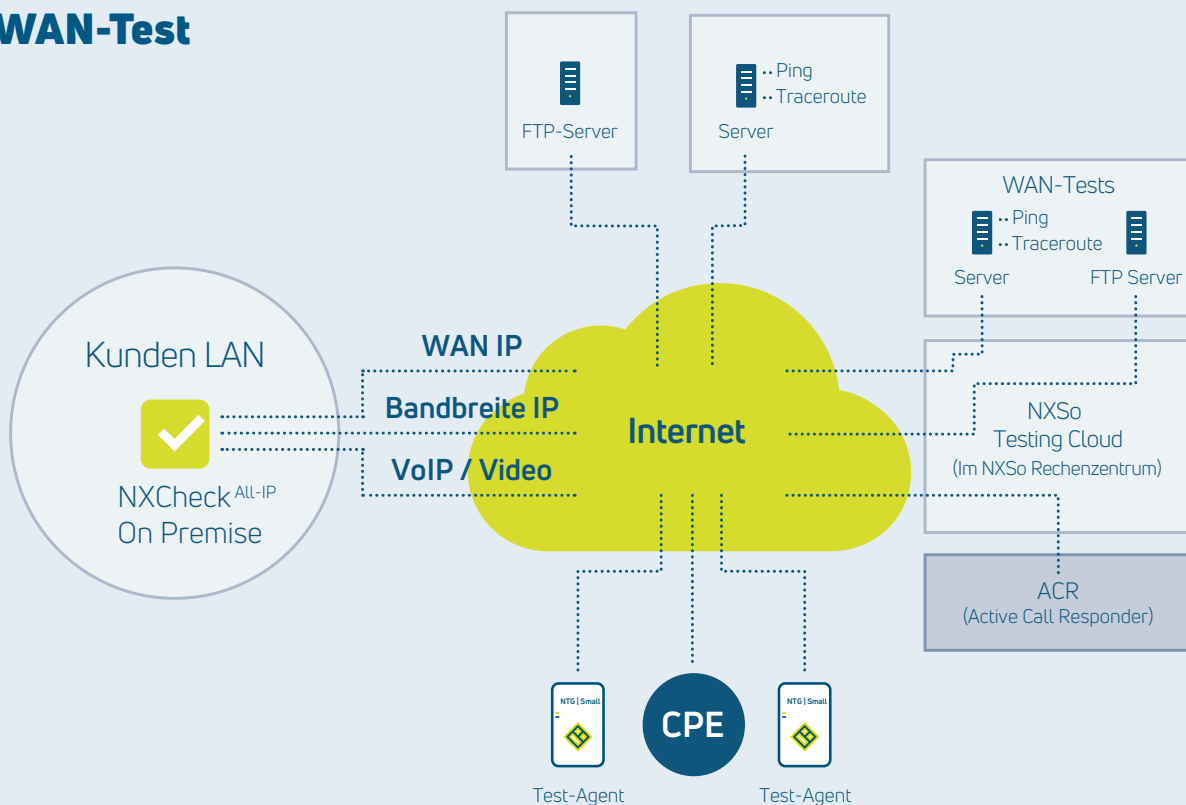 WAN-Test
FTP-Server
Ping
Traceroute
Server
WAN-Tests
Ping
Traceroute
Server
FTP Server
Kunden LAN
NXCheck All-IP
On Premise
WAN IP
Bandbreite IP
VoIP / Video
Internet
NXSo
Testing Cloud
(Im NXSo Rechenzentrum)
ACR
(Active Call Responder)
NTG | Small
CPE
NTG | Small
Test-Agent
Test-Agent